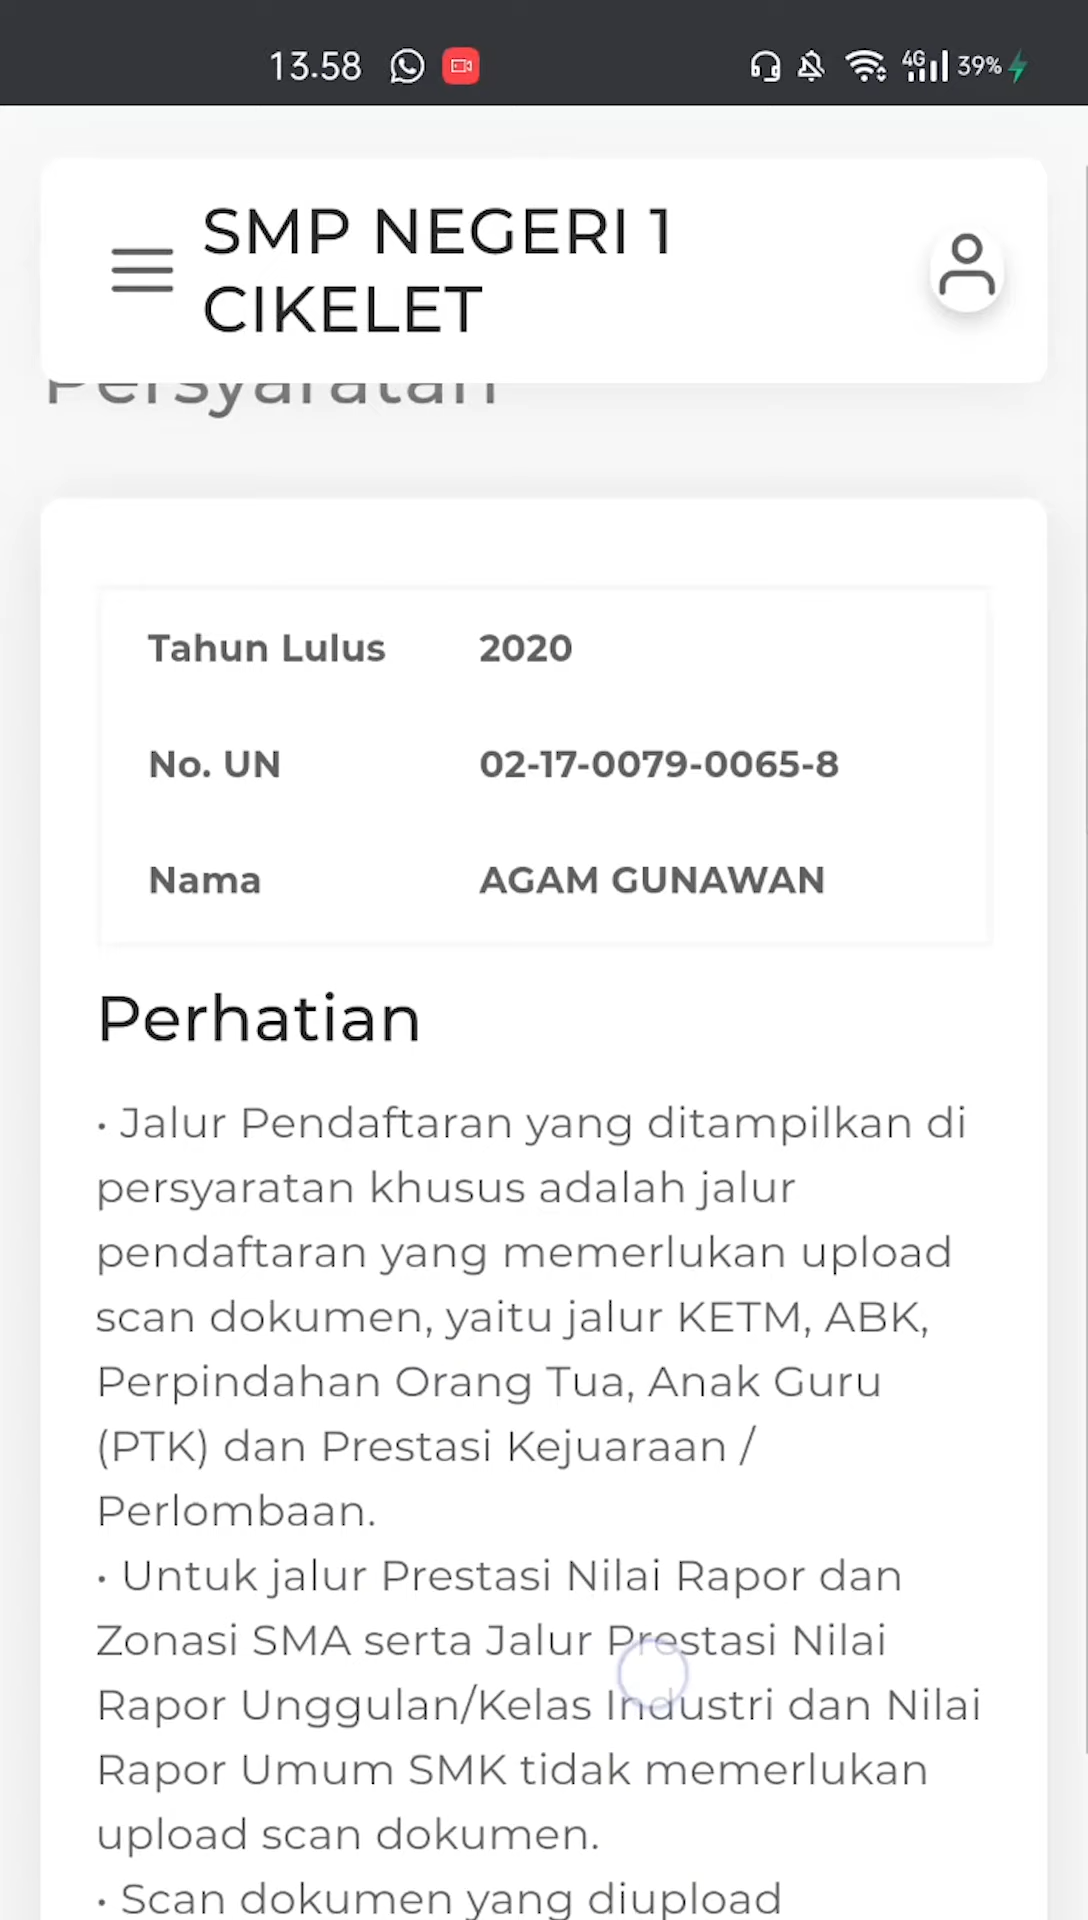 13.58 4G 39%
SMP NEGERI 1
CIKELET
Persyaratan
Tahun Lulus 2020
No. UN 02-17-0079-0065-8
Nama AGAM GUNAWAN
Perhatian
• Jalur Pendaftaran yang ditampilkan di
persyaratan khusus adalah jalur
pendaftaran yang memerlukan upload
scan dokumen, yaitu jalur KETM, ABK,
Perpindahan Orang Tua, Anak Guru
(PTK) dan Prestasi Kejuaraan /
Perlombaan.
• Untuk jalur Prestasi Nilai Rapor dan
Zonasi SMA serta Jalur Prestasi Nilai
Rapor Unggulan/Kelas Industri dan Nilai
Rapor Umum SMK tidak memerlukan
upload scan dokumen.
• Scan dokumen yang diupload